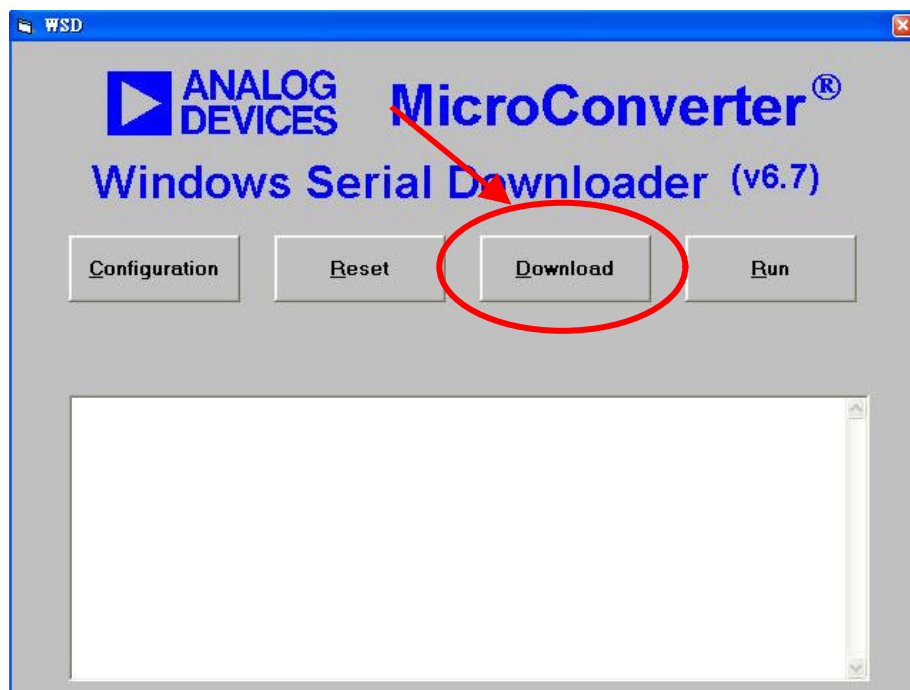 WSD
ANALOG
DEVICES
MicroConverter®
Windows Serial Downloader (v6.7)
Configuration
Reset
Download
Run